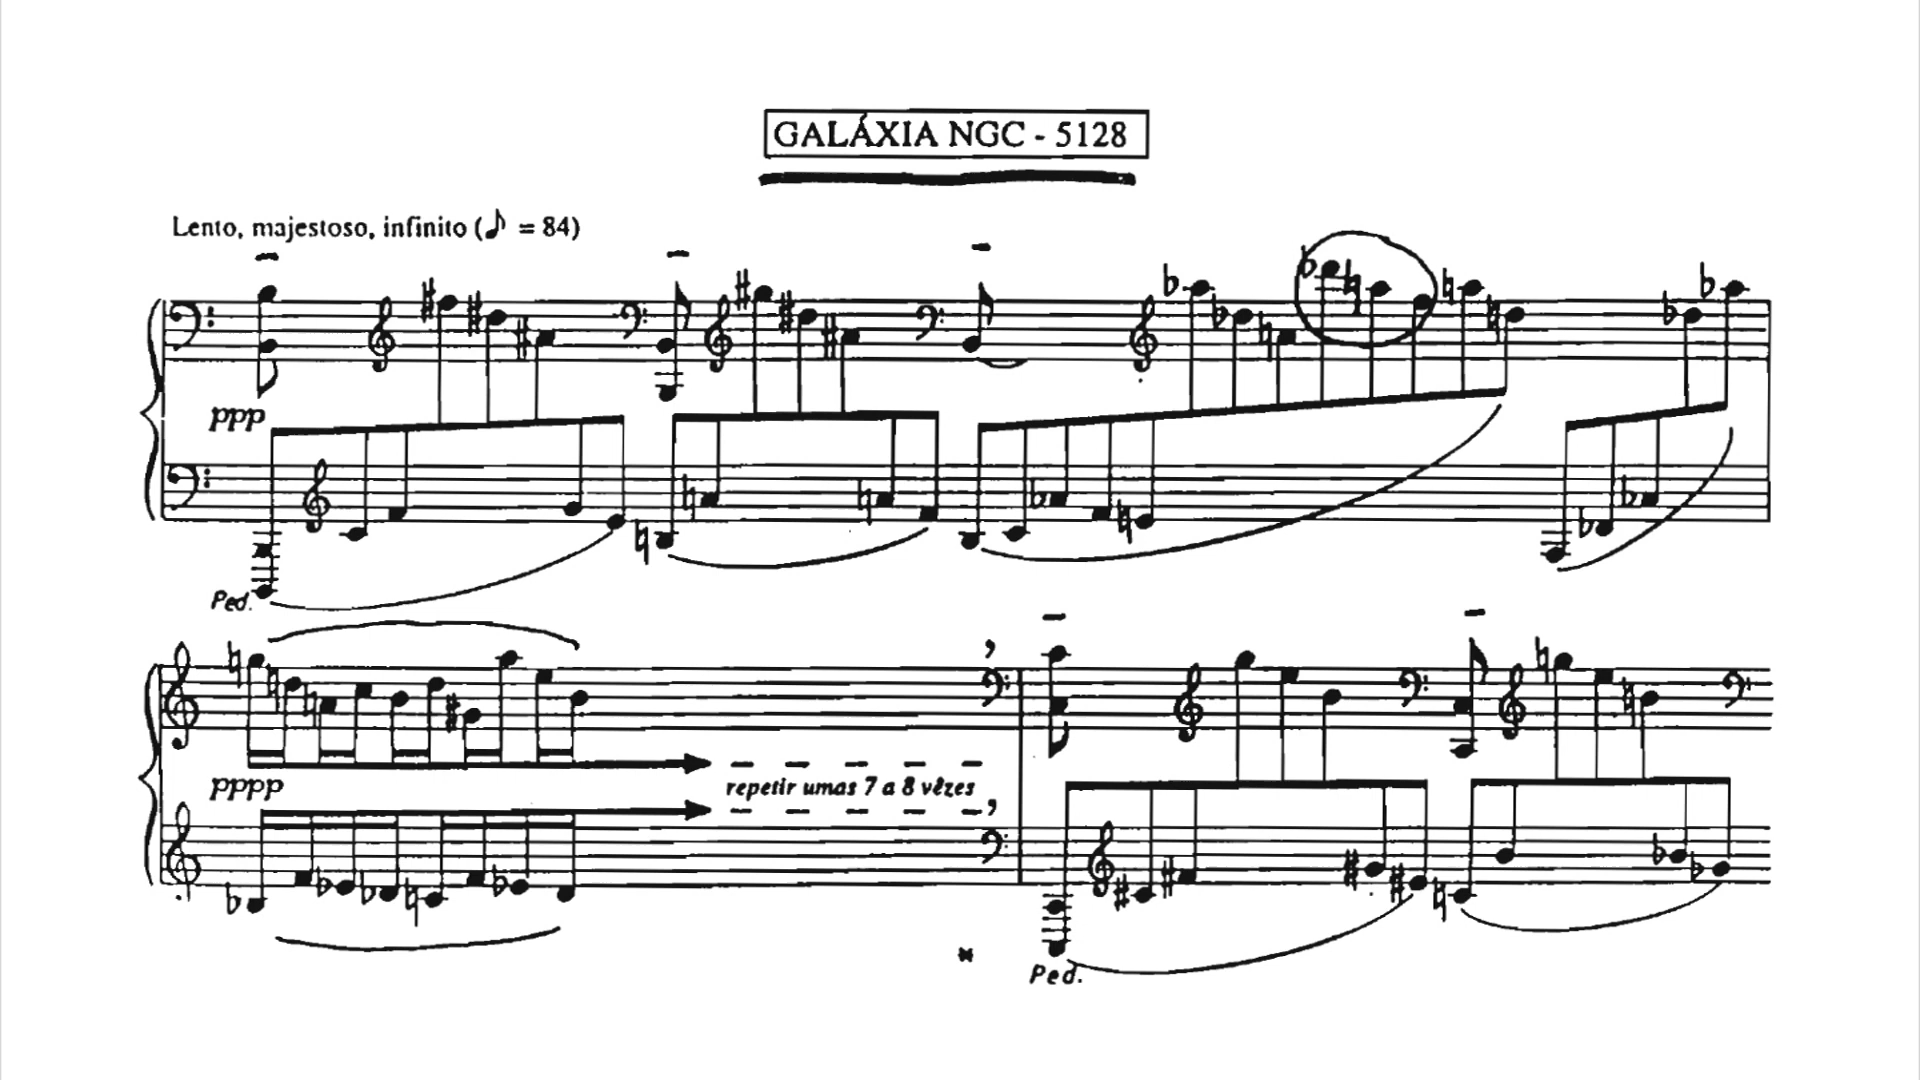 GALÁXIA NGC - 5128
Lento, majestoso, infinito (♪ = 84)
ppp
Ped.
pppp
repetir umas 7 a 8 vêzes
Ped.